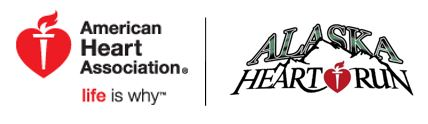 American
Heart
Association®
life is why™
ALASKA
HEART RUN